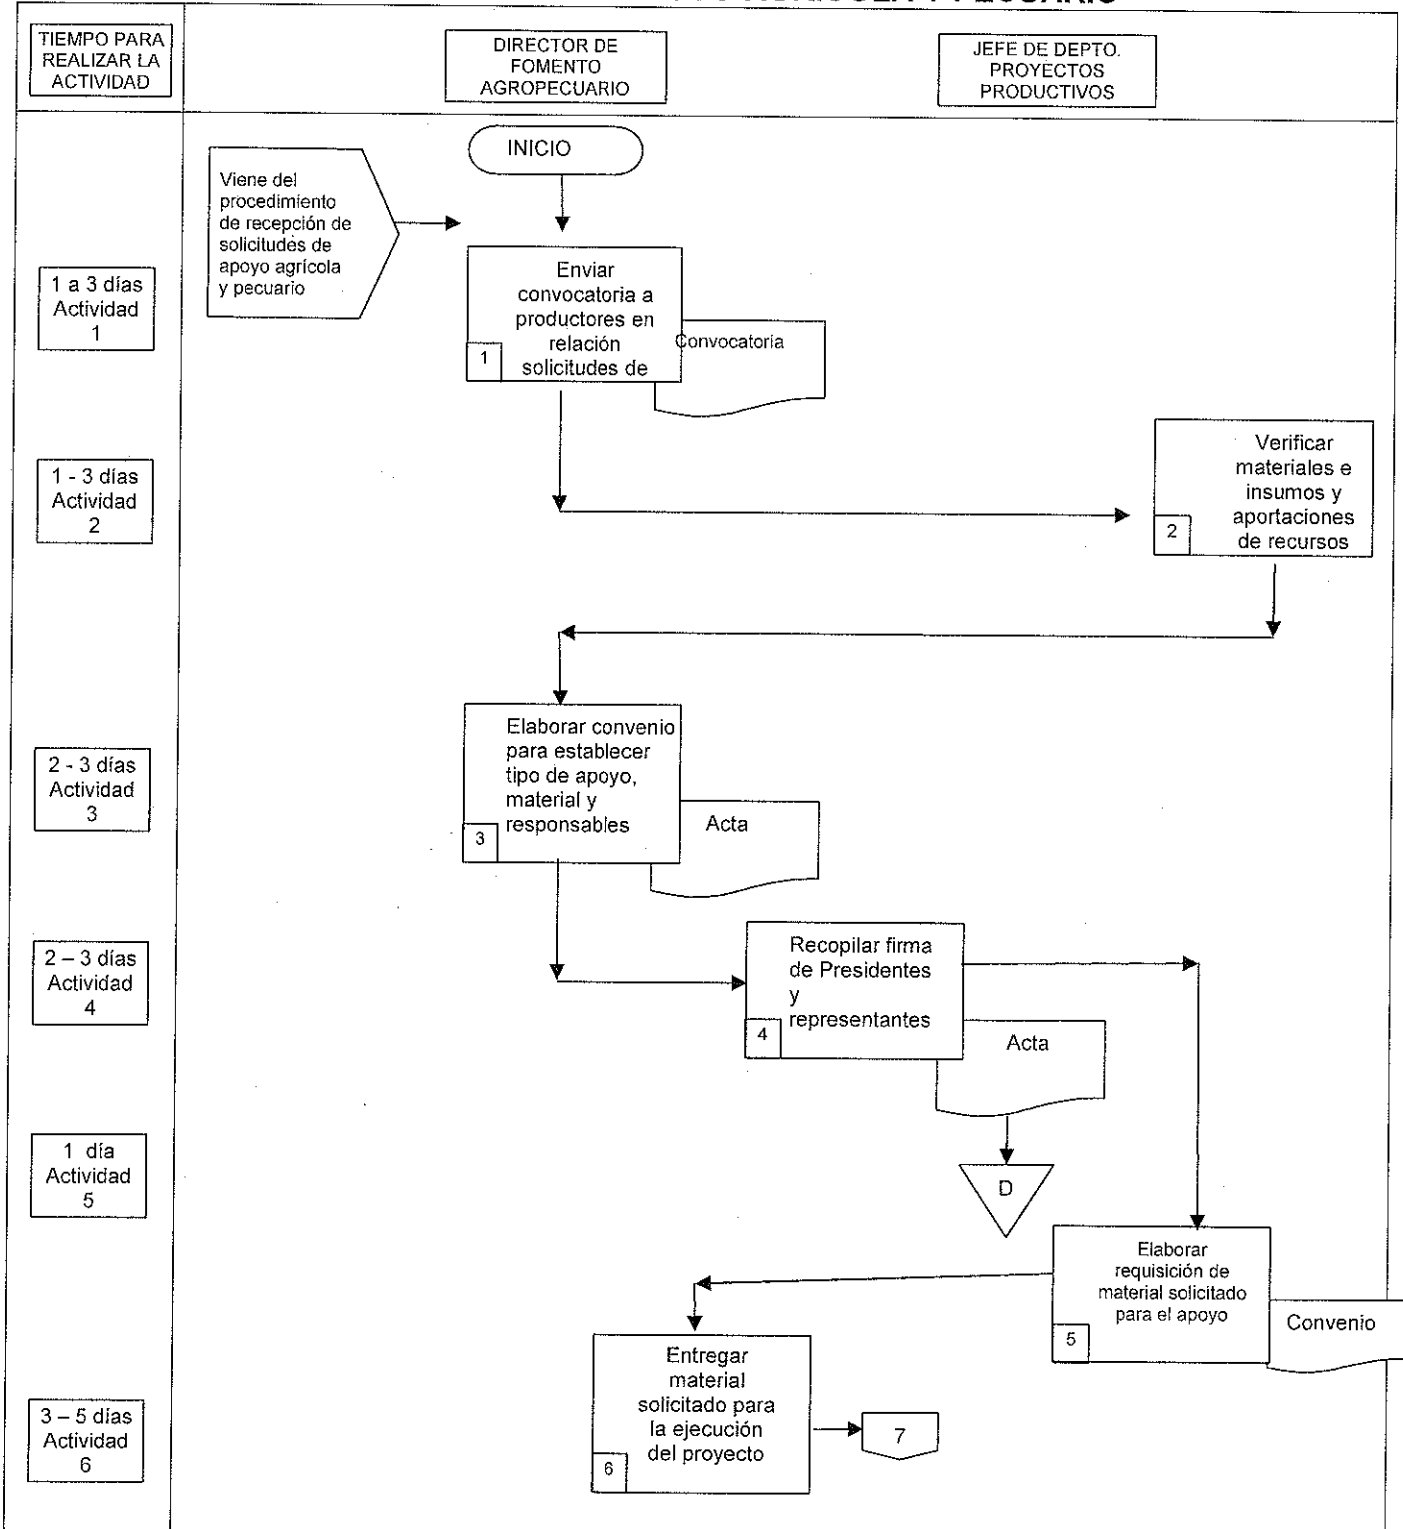 TIEMPO PARA
REALIZAR LA
ACTIVIDAD
DIRECTOR DE
FOMENTO
AGROPECUARIO
JEFE DE DEPTO.
PROYECTOS
PRODUCTIVOS
INICIO
Viene del
procedimiento
de recepción de
solicitudes de
apoyo agrícola
y pecuario
1 a 3 días
Actividad
1
Enviar
convocatoria a
productores en
relación
solicitudes de
1
Convocatoria
1 - 3 días
Actividad
2
Verificar
materiales e
insumos y
aportaciones
de recursos
2
2 - 3 días
Actividad
3
Elaborar convenio
para establecer
tipo de apoyo,
material y
responsables
3
Acta
2 – 3 días
Actividad
4
Recopilar firma
de Presidentes
y
representantes
4
Acta
D
1 día
Actividad
5
Elaborar
requisición de
material solicitado
para el apoyo
5
Convenio
3 – 5 días
Actividad
6
Entregar
material
solicitado para
la ejecución
del proyecto
6
7